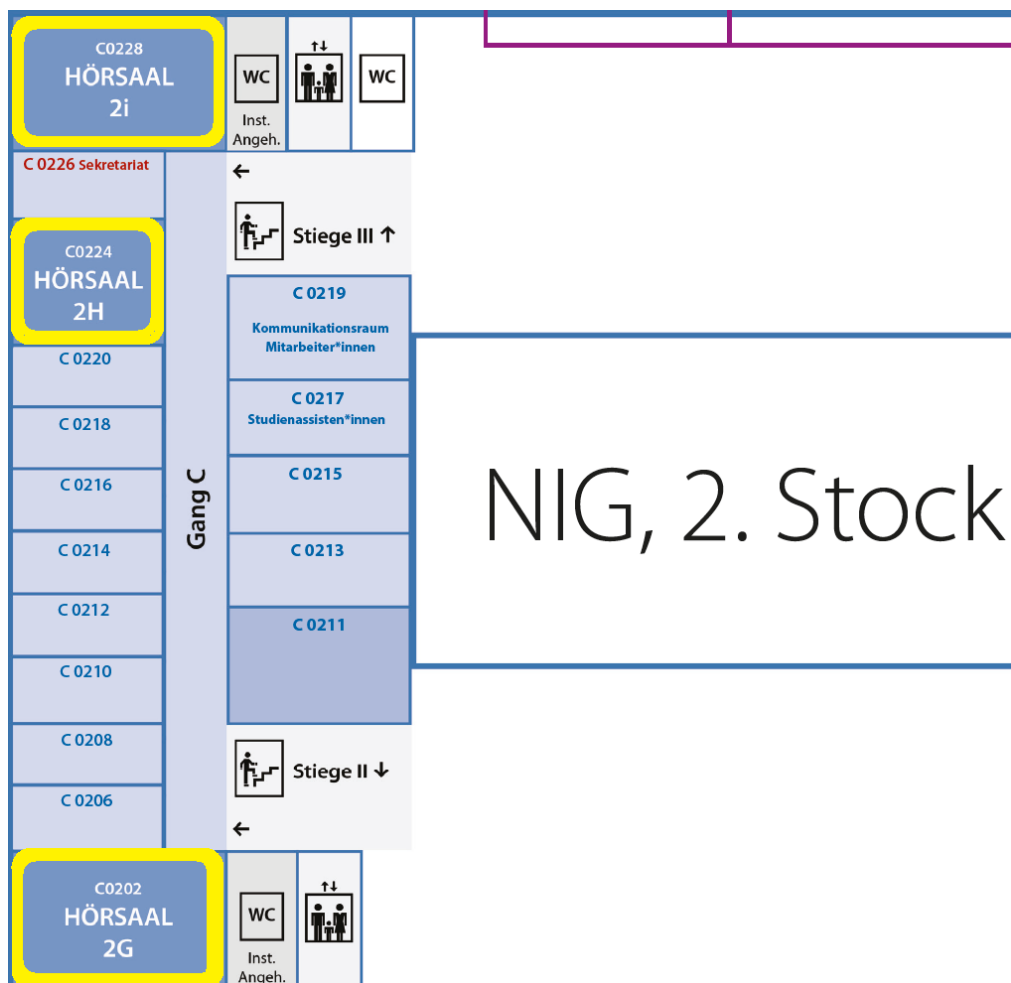 C0228
HÖRSAAL
2i
WC
Inst.
Angeh.
WC
C 0226 Sekretariat
Stiege III
C0224
HÖRSAAL
2H
C 0219
Kommunikationsraum
Mitarbeiter*innen
C 0220
C 0217
Studienassisten*innen
C 0218
C 0215
C 0216
Gang C
NIG, 2. Stock
C 0213
C 0214
C 0212
C 0211
C 0210
C 0208
Stiege II
C 0206
C0202
HÖRSAAL
2G
WC
Inst.
Angeh.